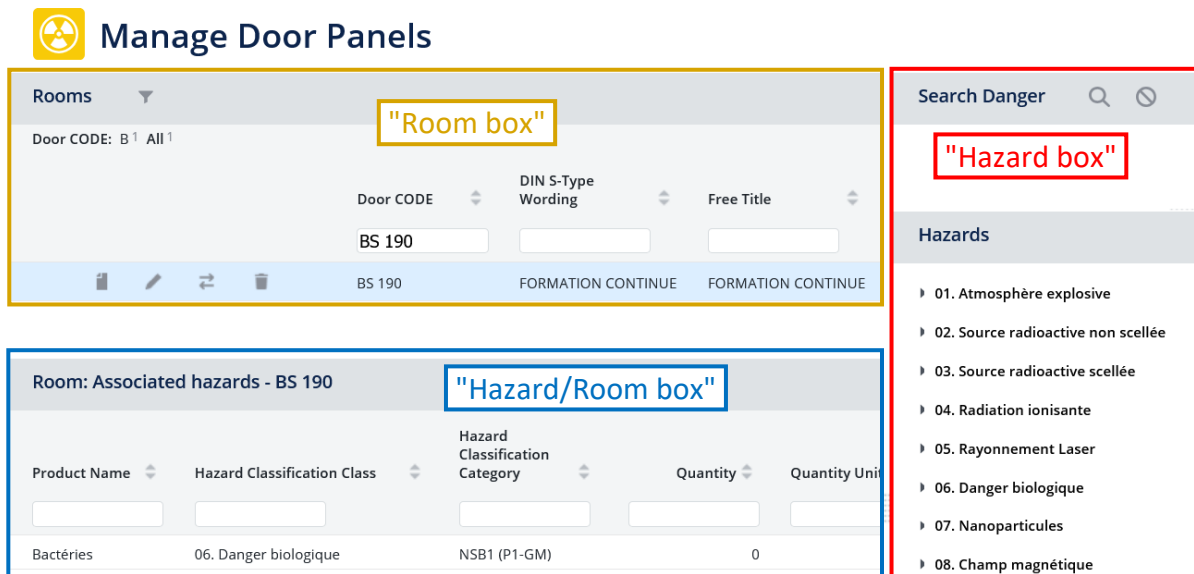 Manage Door Panels
Rooms
"Room box"
Door CODE: B 1 All 1
Door CODE
DIN S-Type
Wording
Free Title
BS 190
BS 190 FORMATION CONTINUE FORMATION CONTINUE
Room: Associated hazards - BS 190
"Hazard/Room box"
Product Name
Hazard Classification Class
Hazard
Classification
Category
Quantity
Quantity Unit
Bactéries 06. Danger biologique NSB1 (P1-GM) 0
Search Danger
"Hazard box"
Hazards
01. Atmosphère explosive
02. Source radioactive non scellée
03. Source radioactive scellée
04. Radiation ionisante
05. Rayonnement Laser
06. Danger biologique
07. Nanoparticules
08. Champ magnétique